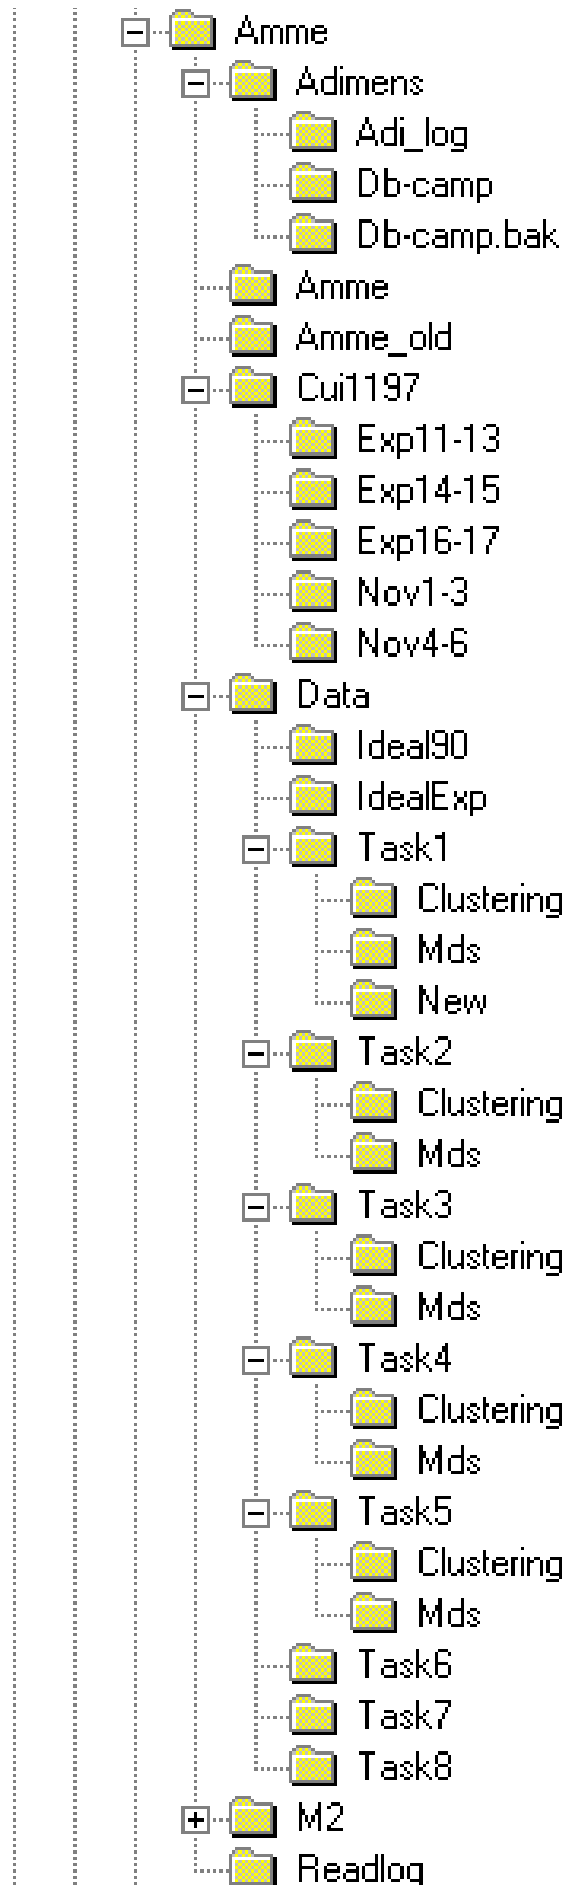 Amme
Adimens
Adi_log
Db-camp
Db-camp.bak
Amme
Amme_old
Cui1197
Exp11-13
Exp14-15
Exp16-17
Nov1-3
Nov4-6
Data
Ideal90
IdealExp
Task1
Clustering
Mds
New
Task2
Clustering
Mds
Task3
Clustering
Mds
Task4
Clustering
Mds
Task5
Clustering
Mds
Task6
Task7
Task8
M2
Readlog